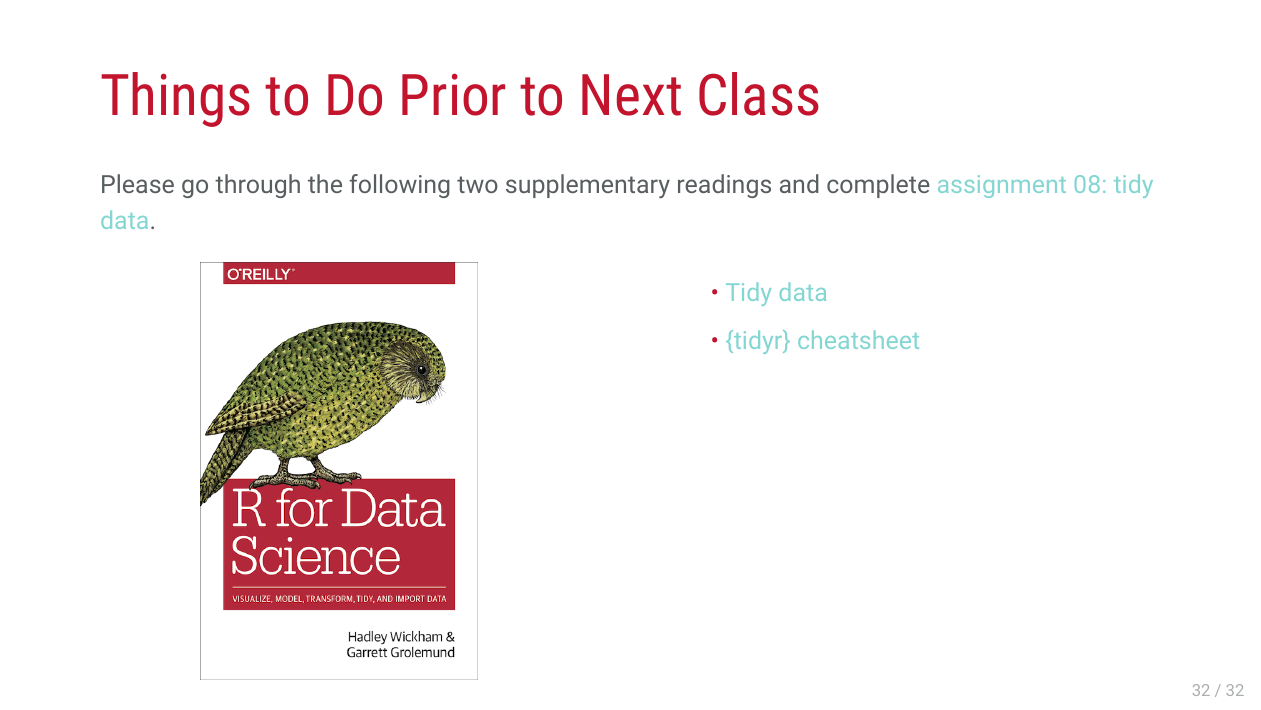 Things to Do Prior to Next Class
Please go through the following two supplementary readings and complete assignment 08: tidy
data.
O'REILLY®
R for Data
Science
VISUALIZE, MODEL, TRANSFORM, TIDY, AND IMPORT DATA
Hadley Wickham &
Garrett Grolemund
• Tidy data
• {tidyr} cheatsheet
32 / 32